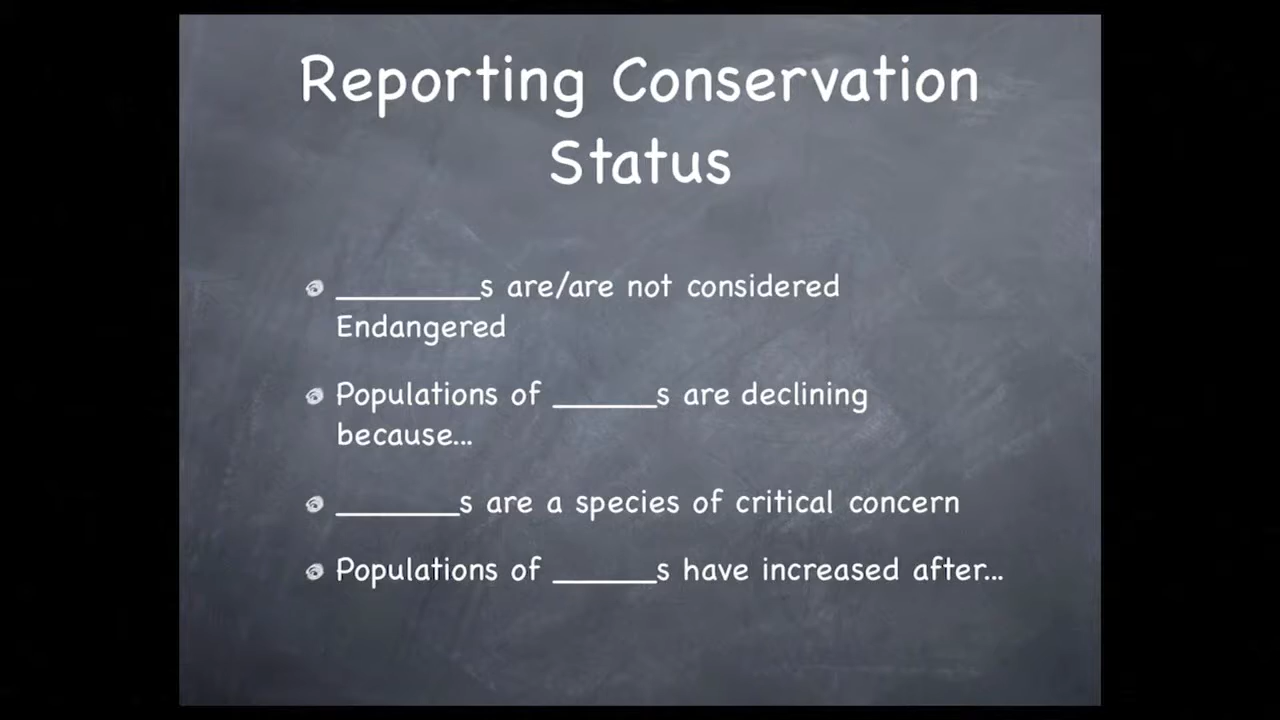 Reporting Conservation
Status
_________s are/are not considered
Endangered
Populations of ______s are declining
because...
_______s are a species of critical concern
Populations of ______s have increased after...